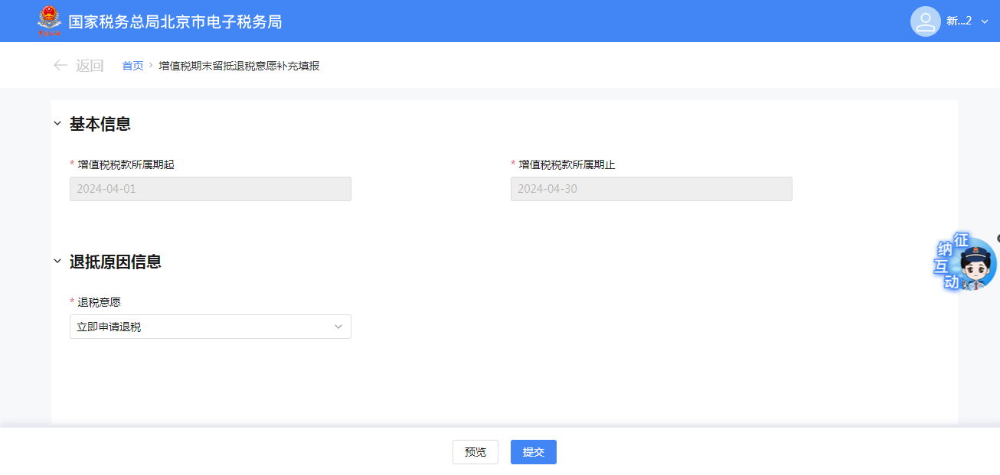 国家税务总局北京市电子税务局
新...2
返回 首页 > 增值税期末留抵退税意愿补充填报
基本信息
* 增值税税款所属期起 * 增值税税款所属期止
2024-04-01 2024-04-30
征纳互动
退抵原因信息
* 退税意愿
立即申请退税
预览 提交